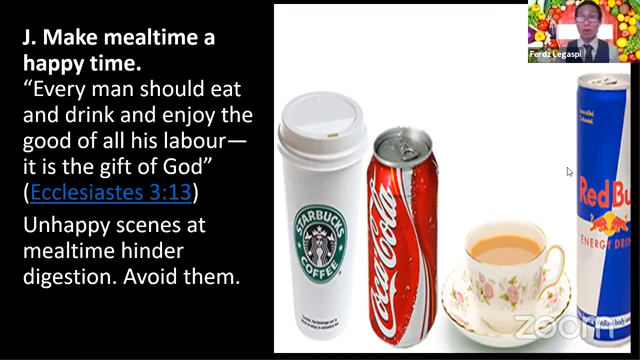 J. Make mealtime a
happy time.
“Every man should eat
and drink and enjoy the
good of all his labour—
it is the gift of God”
(Ecclesiastes 3:13)
Unhappy scenes at
mealtime hinder
digestion. Avoid them.
STARBUCKS
COFFEE
Coca-Cola
Red Bu
ENERGY DRIN
Ferdz Legaspi
zoom